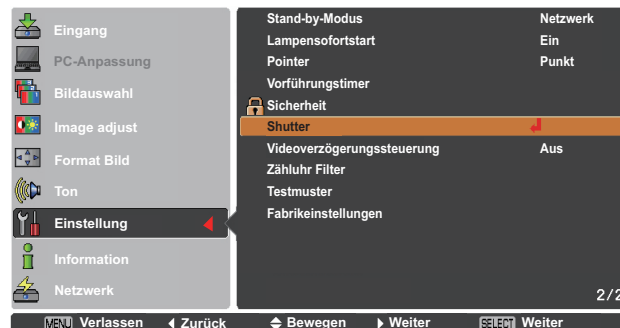 Eingang
PC-Anpassung
Bildauswahl
Image adjust
Format Bild
Ton
Einstellung
Information
Netzwerk
Stand-by-Modus Netzwerk
Lampensofortstart Ein
Pointer Punkt
Vorführungstimer
Sicherheit
Shutter
Videoverzögerungssteuerung Aus
Zähluhr Filter
Testmuster
Fabrikeinstellungen
2/2
MENU Verlassen Zurück Bewegen Weiter SELECT Weiter